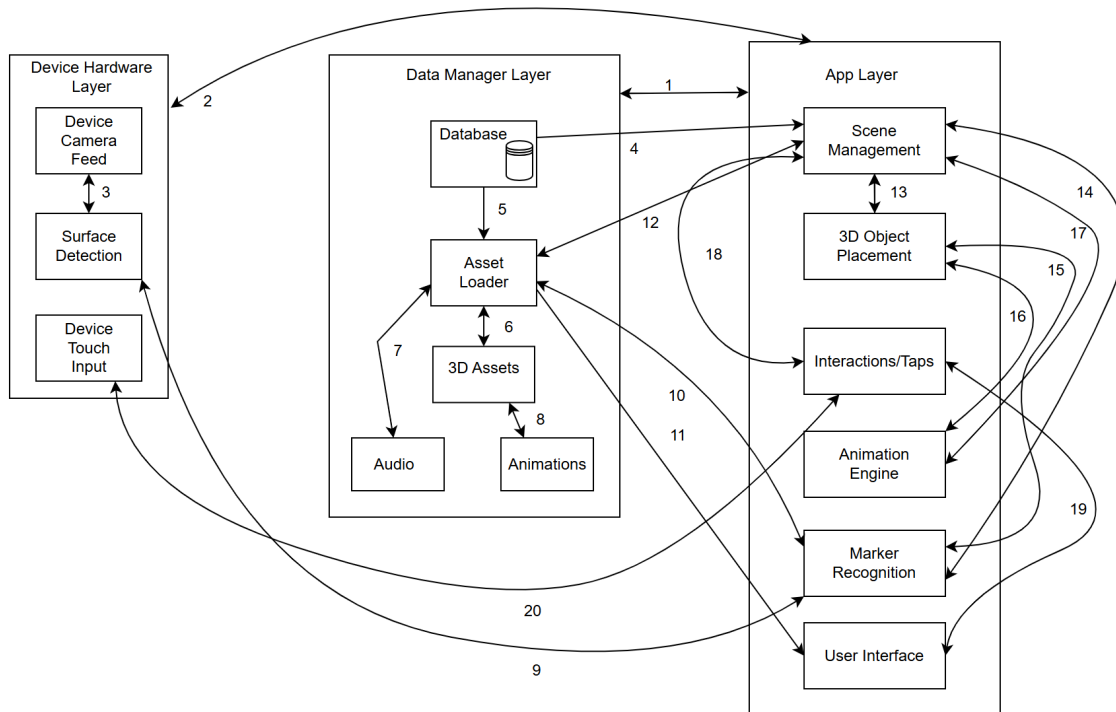 Device Hardware
Layer
Device
Camera
Feed
3
Surface
Detection
Device
Touch
Input
2
Data Manager Layer
Database
5
Asset
Loader
6
7
3D Assets
8
Audio
Animations
1
4
12
18
10
11
20
9
App Layer
Scene
Management
13
14
17
3D Object
Placement
15
16
Interactions/Taps
Animation
Engine
19
Marker
Recognition
User Interface